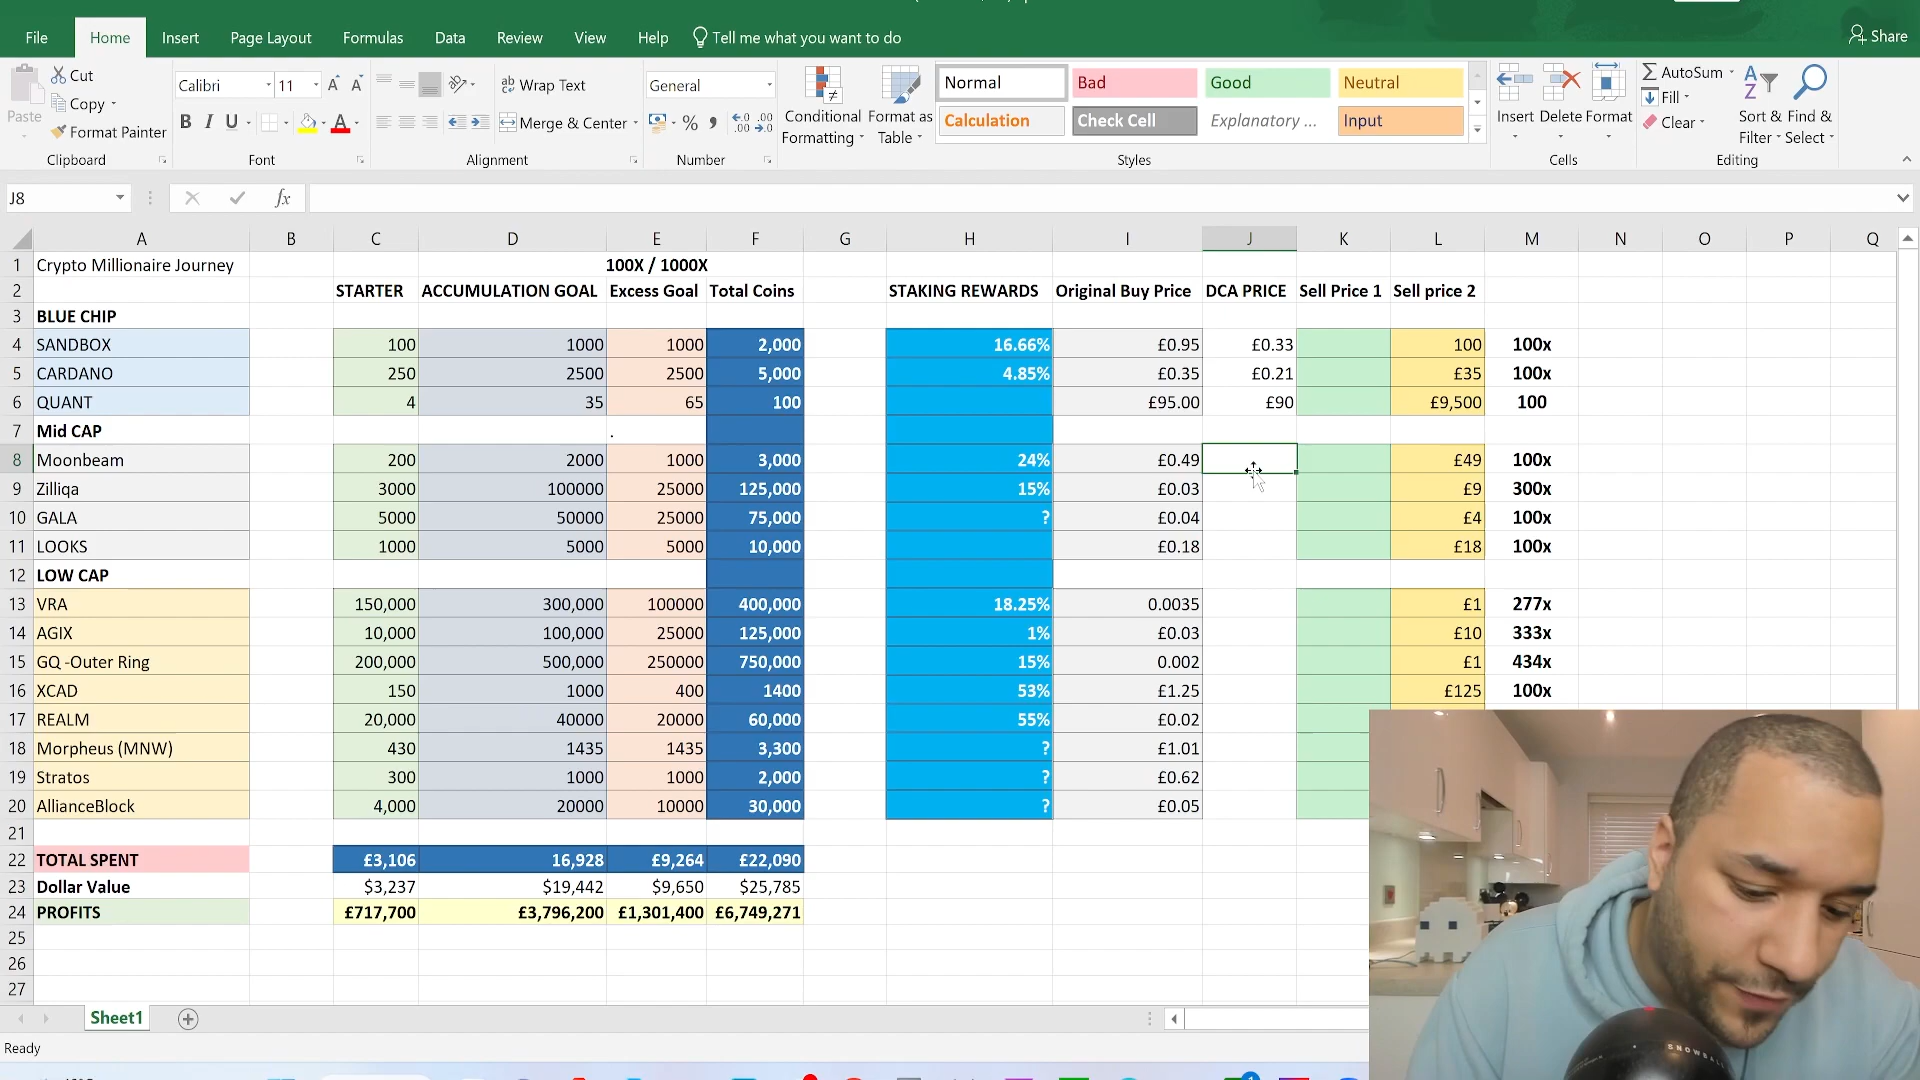 File Home Insert Page Layout Formulas Data Review View Help Tell me what you want to do Share
Paste Cut Copy Format Painter Clipboard
Calibri 11 A A B I U A Font
Wrap Text Merge & Center Alignment
General % , .0 .00 .00 .0 Number
Conditional Formatting Format as Table
Normal Bad Good Neutral
Calculation Check Cell Explanatory ... Input
Styles
Insert Delete Format Cells
AutoSum Fill Clear Sort & Filter Find & Select Editing
J8 fx
A B C D E F G H I J K L M N O P Q
1 Crypto Millionaire Journey 100X / 1000X
2 STARTER ACCUMULATION GOAL Excess Goal Total Coins STAKING REWARDS Original Buy Price DCA PRICE Sell Price 1 Sell price 2
3 BLUE CHIP
4 SANDBOX 100 1000 1000 2,000 16.66% £0.95 £0.33 100 100x
5 CARDANO 250 2500 2500 5,000 4.85% £0.35 £0.21 £35 100x
6 QUANT 4 35 65 100 £95.00 £90 £9,500 100
7 Mid CAP .
8 Moonbeam 200 2000 1000 3,000 24% £0.49 £49 100x
9 Zilliqa 3000 100000 25000 125,000 15% £0.03 £9 300x
10 GALA 5000 50000 25000 75,000 ? £0.04 £4 100x
11 LOOKS 1000 5000 5000 10,000 £0.18 £18 100x
12 LOW CAP
13 VRA 150,000 300,000 100000 400,000 18.25% 0.0035 £1 277x
14 AGIX 10,000 100,000 25000 125,000 1% £0.03 £10 333x
15 GQ -Outer Ring 200,000 500,000 250000 750,000 15% 0.002 £1 434x
16 XCAD 150 1000 400 1400 53% £1.25 £125 100x
17 REALM 20,000 40000 20000 60,000 55% £0.02
18 Morpheus (MNW) 430 1435 1435 3,300 ? £1.01
19 Stratos 300 1000 1000 2,000 ? £0.62
20 AllianceBlock 4,000 20000 10000 30,000 ? £0.05
21
22 TOTAL SPENT £3,106 16,928 £9,264 £22,090
23 Dollar Value $3,237 $19,442 $9,650 $25,785
24 PROFITS £717,700 £3,796,200 £1,301,400 £6,749,271
25
26
27
Sheet1
Ready